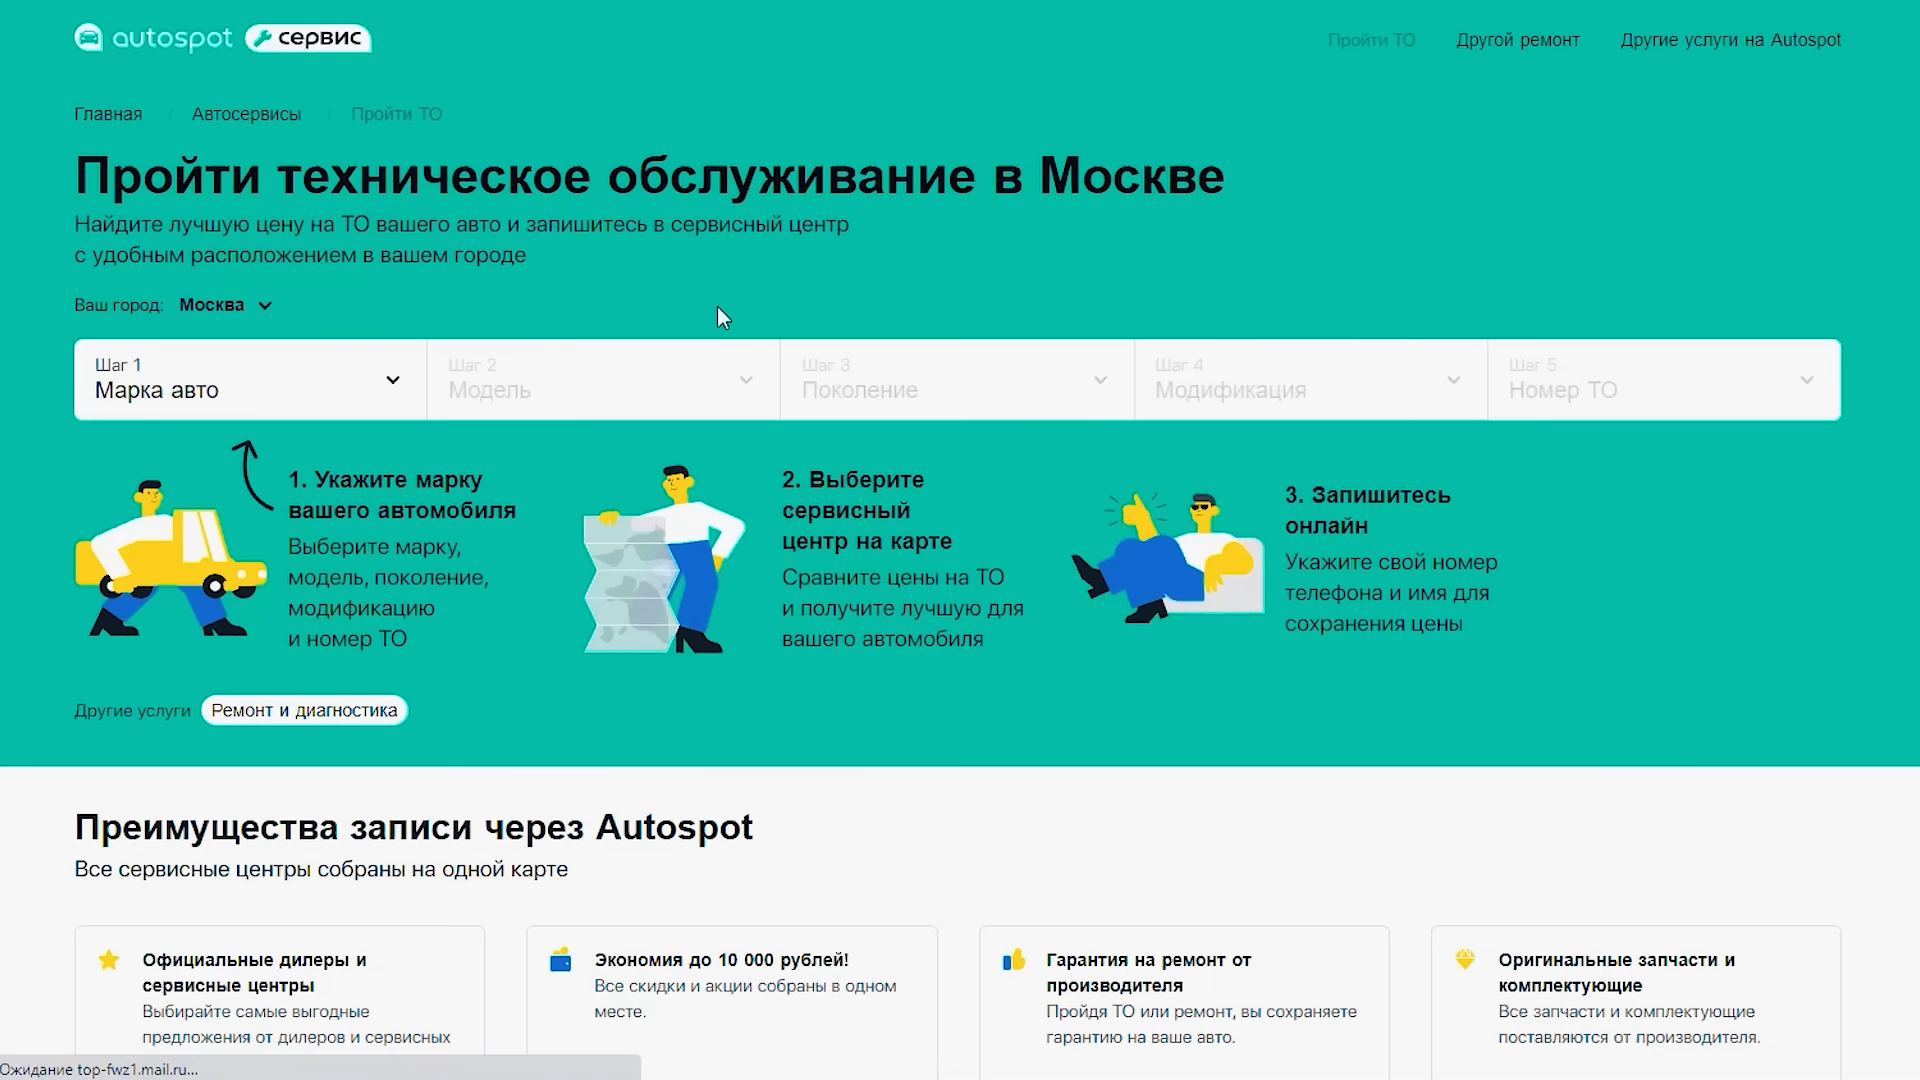 autospot сервис
Пройти ТО Другой ремонт Другие услуги на Autospot
Главная / Автосервисы / Пройти ТО
Пройти техническое обслуживание в Москве
Найдите лучшую цену на ТО вашего авто и запишитесь в сервисный центр
с удобным расположением в вашем городе
Ваш город: Москва
Шаг 1
Марка авто
Шаг 2
Модель
Шаг 3
Поколение
Шаг 4
Модификация
Шаг 5
Номер ТО
1. Укажите марку
вашего автомобиля
Выберите марку,
модель, поколение,
модификацию
и номер ТО
2. Выберите
сервисный
центр на карте
Сравните цены на ТО
и получите лучшую для
вашего автомобиля
3. Запишитесь
онлайн
Укажите свой номер
телефона и имя для
сохранения цены
Другие услуги Ремонт и диагностика
Преимущества записи через Autospot
Все сервисные центры собраны на одной карте
Официальные дилеры и
сервисные центры
Выбирайте самые выгодные
предложения от дилеров и сервисных
Экономия до 10 000 рублей!
Все скидки и акции собраны в одном
месте.
Гарантия на ремонт от
производителя
Пройдя ТО или ремонт, вы сохраняете
гарантию на ваше авто.
Оригинальные запчасти и
комплектующие
Все запчасти и комплектующие
поставляются от производителя.
Ожидание top-fwz1.mail.ru...